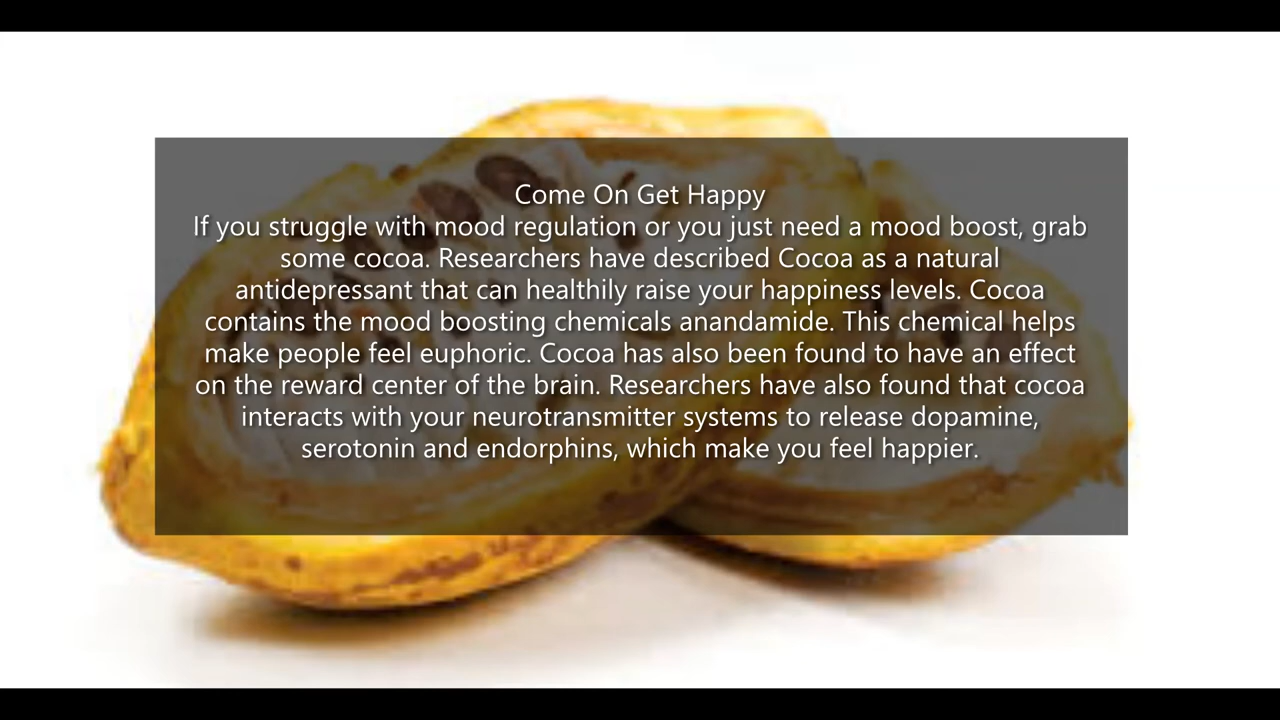 Come On Get Happy
If you struggle with mood regulation or you just need a mood boost, grab
some cocoa. Researchers have described Cocoa as a natural
antidepressant that can healthily raise your happiness levels. Cocoa
contains the mood boosting chemicals anandamide. This chemical helps
make people feel euphoric. Cocoa has also been found to have an effect
on the reward center of the brain. Researchers have also found that cocoa
interacts with your neurotransmitter systems to release dopamine,
serotonin and endorphins, which make you feel happier.